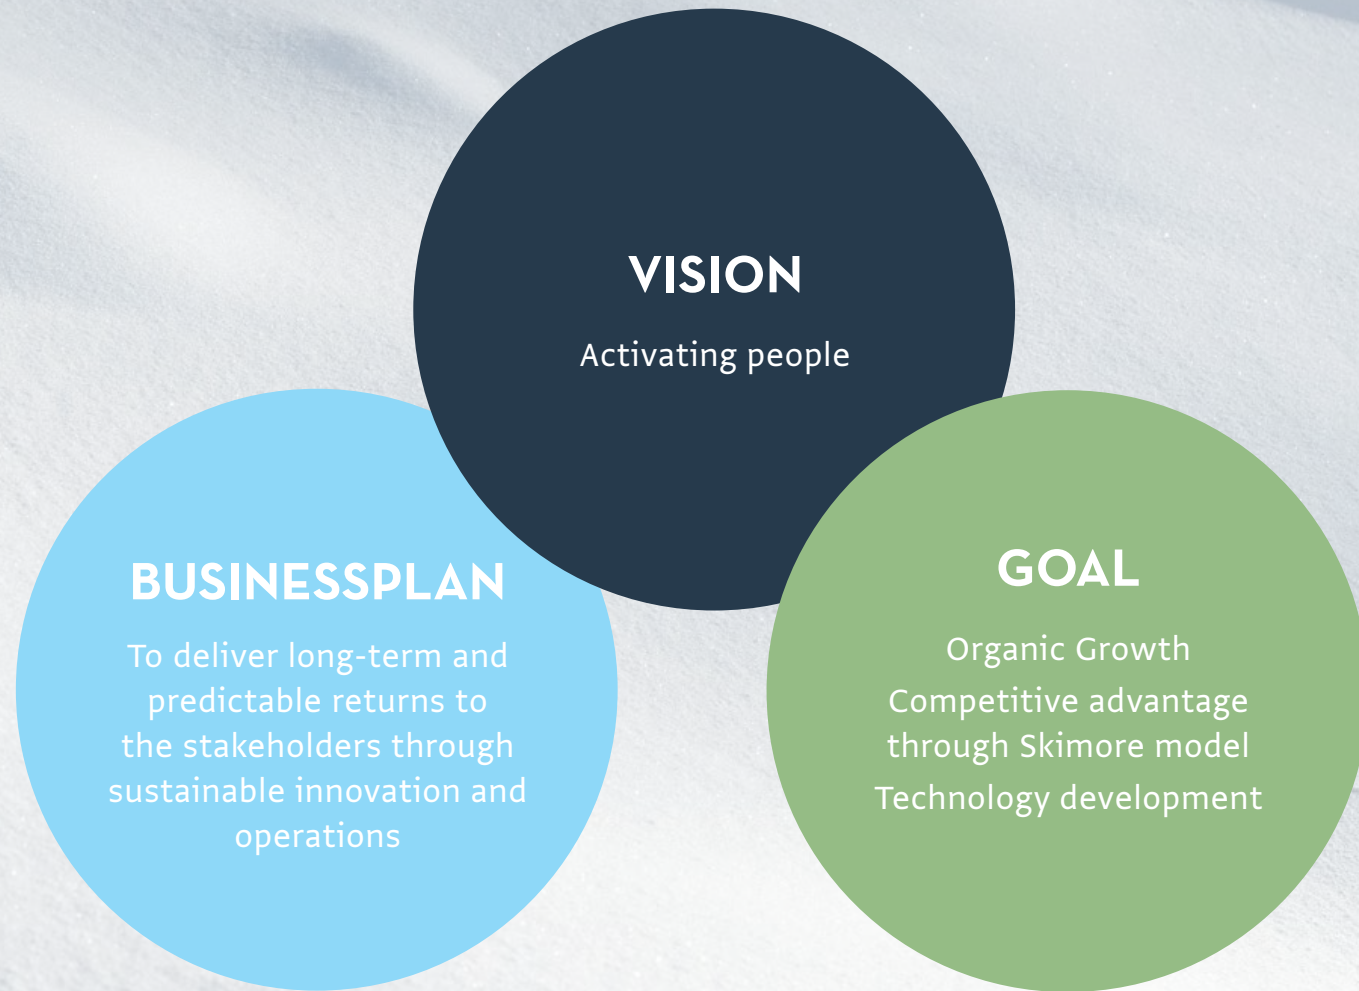 VISION
Activating people
BUSINESSPLAN
To deliver long-term and
predictable returns to
the stakeholders through
sustainable innovation and
operations
GOAL
Organic Growth
Competitive advantage
through Skimore model
Technology development